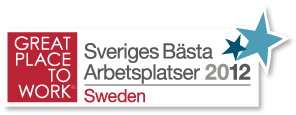 GREAT
PLACE
TO
WORK®
Sveriges Bästa
Arbetsplatser 2012
Sweden